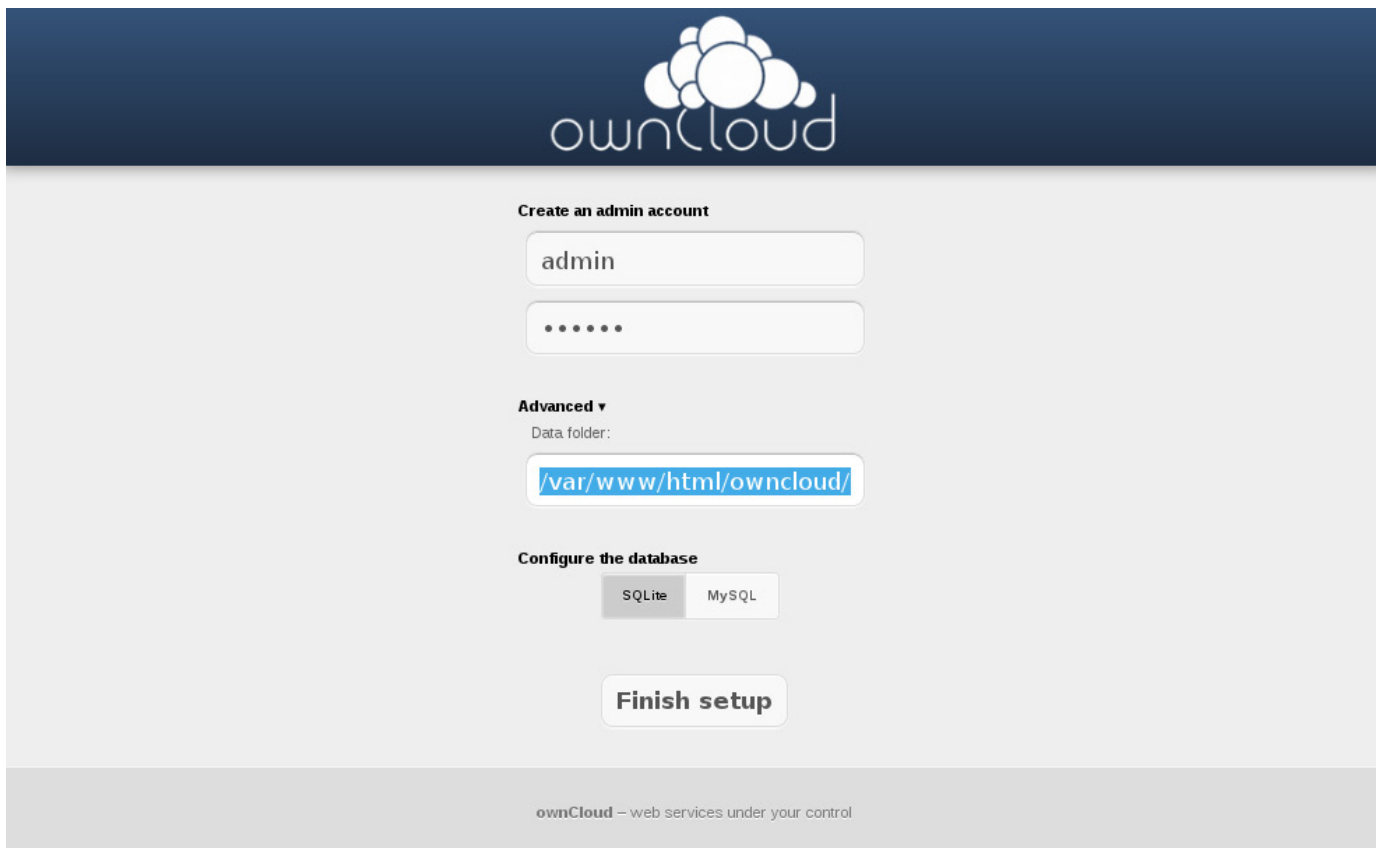 ownCloud
Create an admin account
admin
••••••
Advanced ▾
Data folder:
/var/www/html/owncloud/
Configure the database
SQLite MySQL
Finish setup
ownCloud – web services under your control